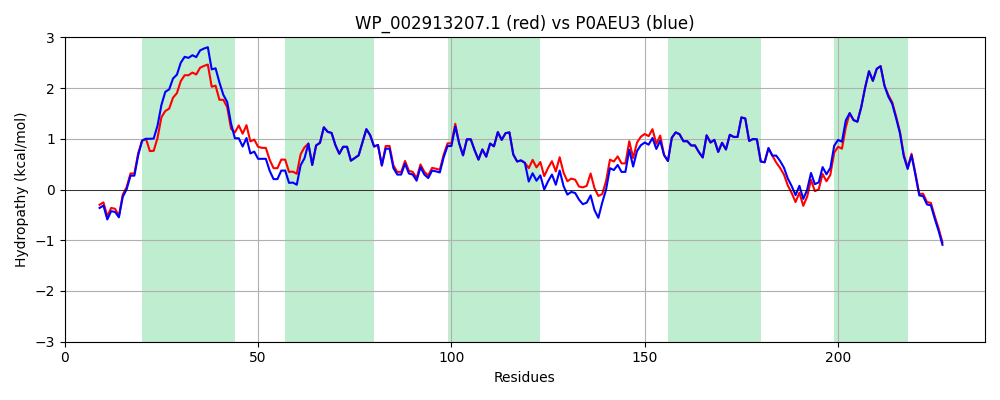 WP_002913207.1 (red) vs P0AEU3 (blue)
Hydropathy (kcal/mol)
3
2
1
0
−1
−2
−3
0 50 100 150 200
Residues